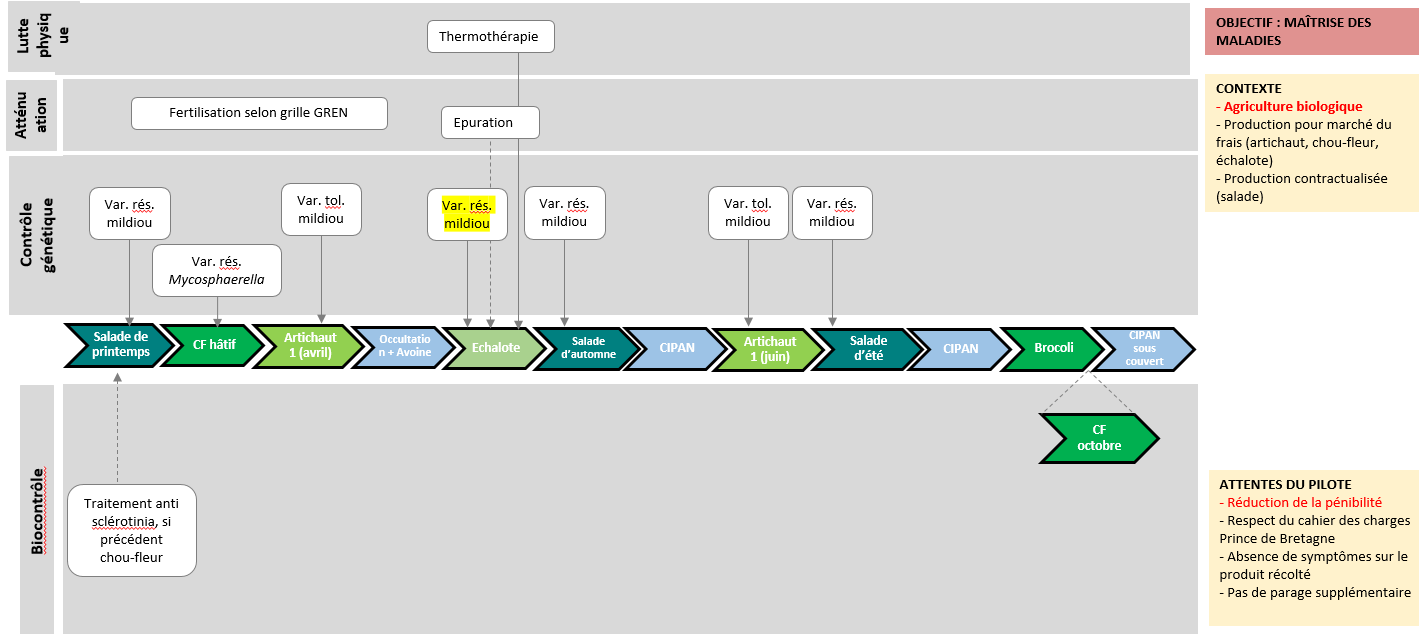 Lutte
physiq
ue
Thermothérapie
Atténu
ation
Fertilisation selon grille GREN
Epuration
Contrôle
génétique
Var. rés.
mildiou
Var. rés.
Mycosphaerella
Var. tol.
mildiou
Var. rés.
mildiou
Var. rés.
mildiou
Var. tol.
mildiou
Var. rés.
mildiou
Salade de
printemps
CF hâtif
Artichaut
1 (avril)
Occultatio
n + Avoine
Echalote
Salade
d'automne
CIPAN
Artichaut
1 (juin)
Salade
d'été
CIPAN
Brocoli
CIPAN
sous
couvert
CF
octobre
Biocontrôle
Traitement anti
sclérotinia, si
précédent
chou-fleur
OBJECTIF : MAÎTRISE DES
MALADIES
CONTEXTE
- Agriculture biologique
- Production pour marché du
frais (artichaut, chou-fleur,
échalote)
- Production contractualisée
(salade)
ATTENTES DU PILOTE
- Réduction de la pénibilité
- Respect du cahier des charges
Prince de Bretagne
- Absence de symptômes sur le
produit récolté
- Pas de parage supplémentaire